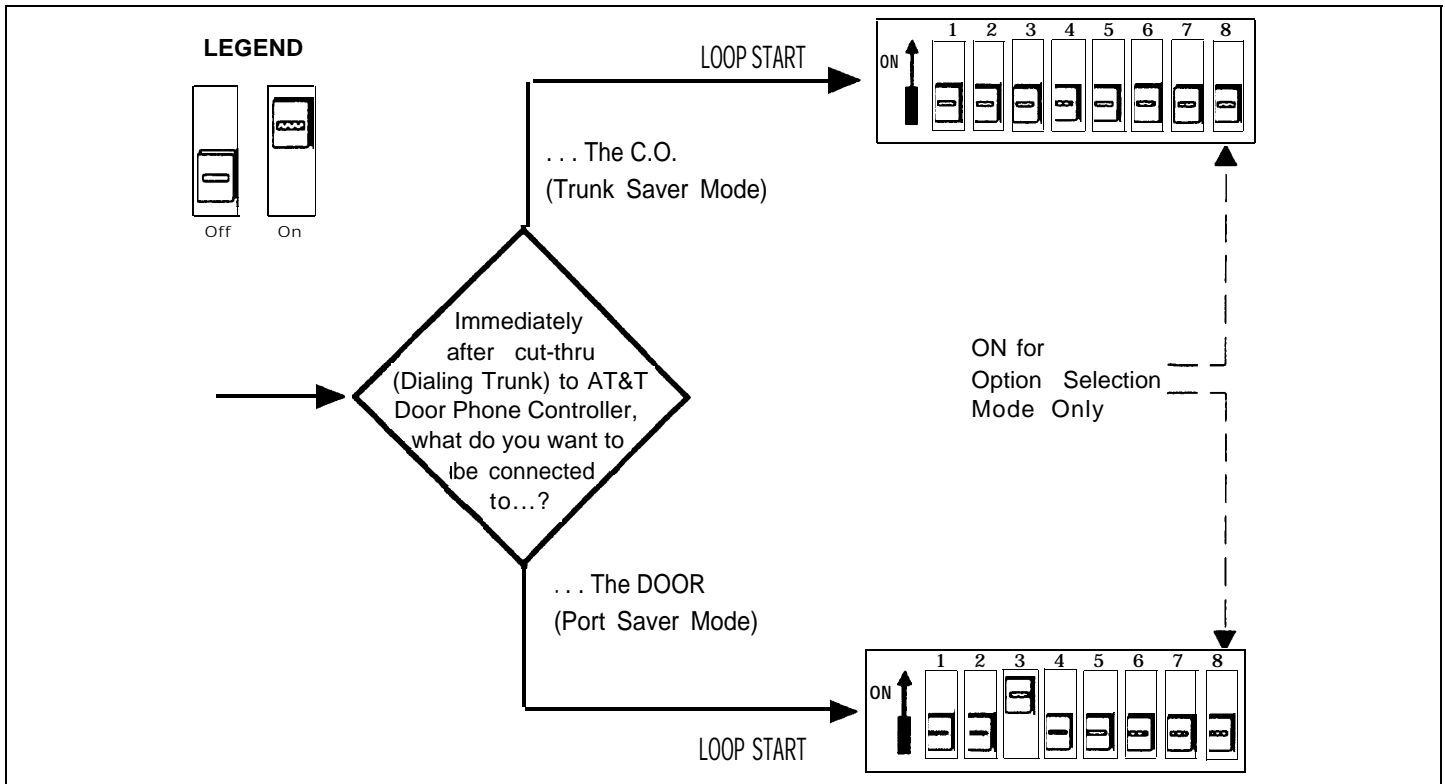 LEGEND
Off On
LOOP START
ON
1 2 3 4 5 6 7 8
. . . The C.O.
(Trunk Saver Mode)
Immediately
after cut-thru
(Dialing Trunk) to AT&T
Door Phone Controller,
what do you want to
be connected
to...?
ON for
Option Selection
Mode Only
. . . The DOOR
(Port Saver Mode)
LOOP START
ON
1 2 3 4 5 6 7 8